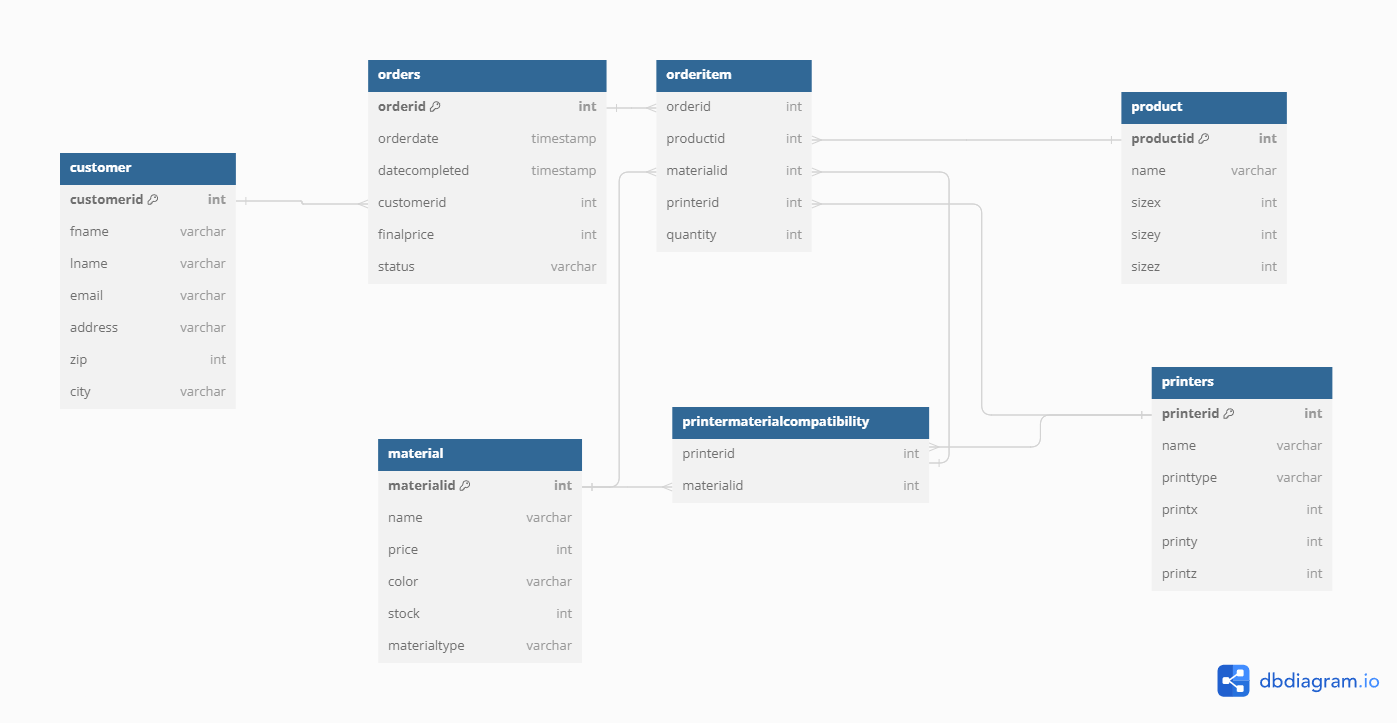 orders
orderid int
orderdate timestamp
datecompleted timestamp
customerid int
finalprice int
status varchar
orderitem
orderid int
productid int
materialid int
printerid int
quantity int
product
productid int
name varchar
sizex int
sizey int
sizez int
customer
customerid int
fname varchar
lname varchar
email varchar
address varchar
zip int
city varchar
printers
printerid int
name varchar
printtype varchar
printx int
printy int
printz int
printermaterialcompatibility
printerid int
materialid int
material
materialid int
name varchar
price int
color varchar
stock int
materialtype varchar
dbdiagram.io